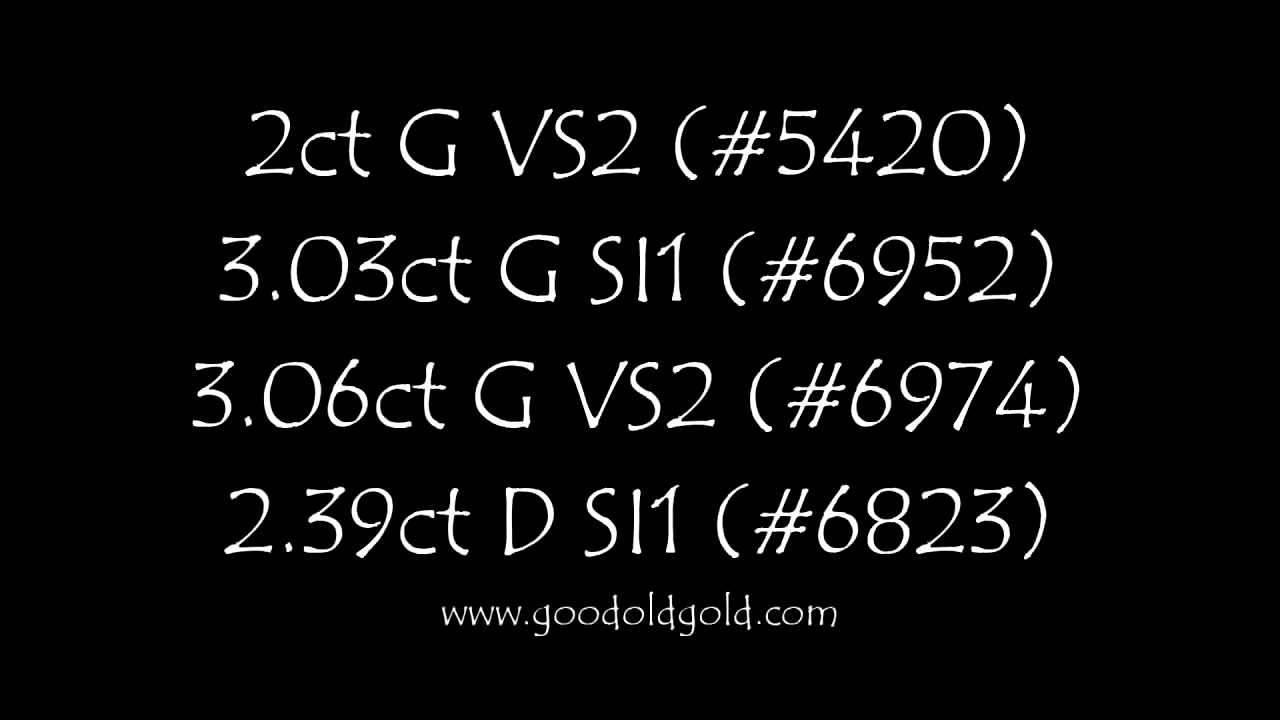 2ct G VS2 (#5420)
3.03ct G SI1 (#6952)
3.06ct G VS2 (#6974)
2.39ct D SI1 (#6823)
www.goodoldgold.com